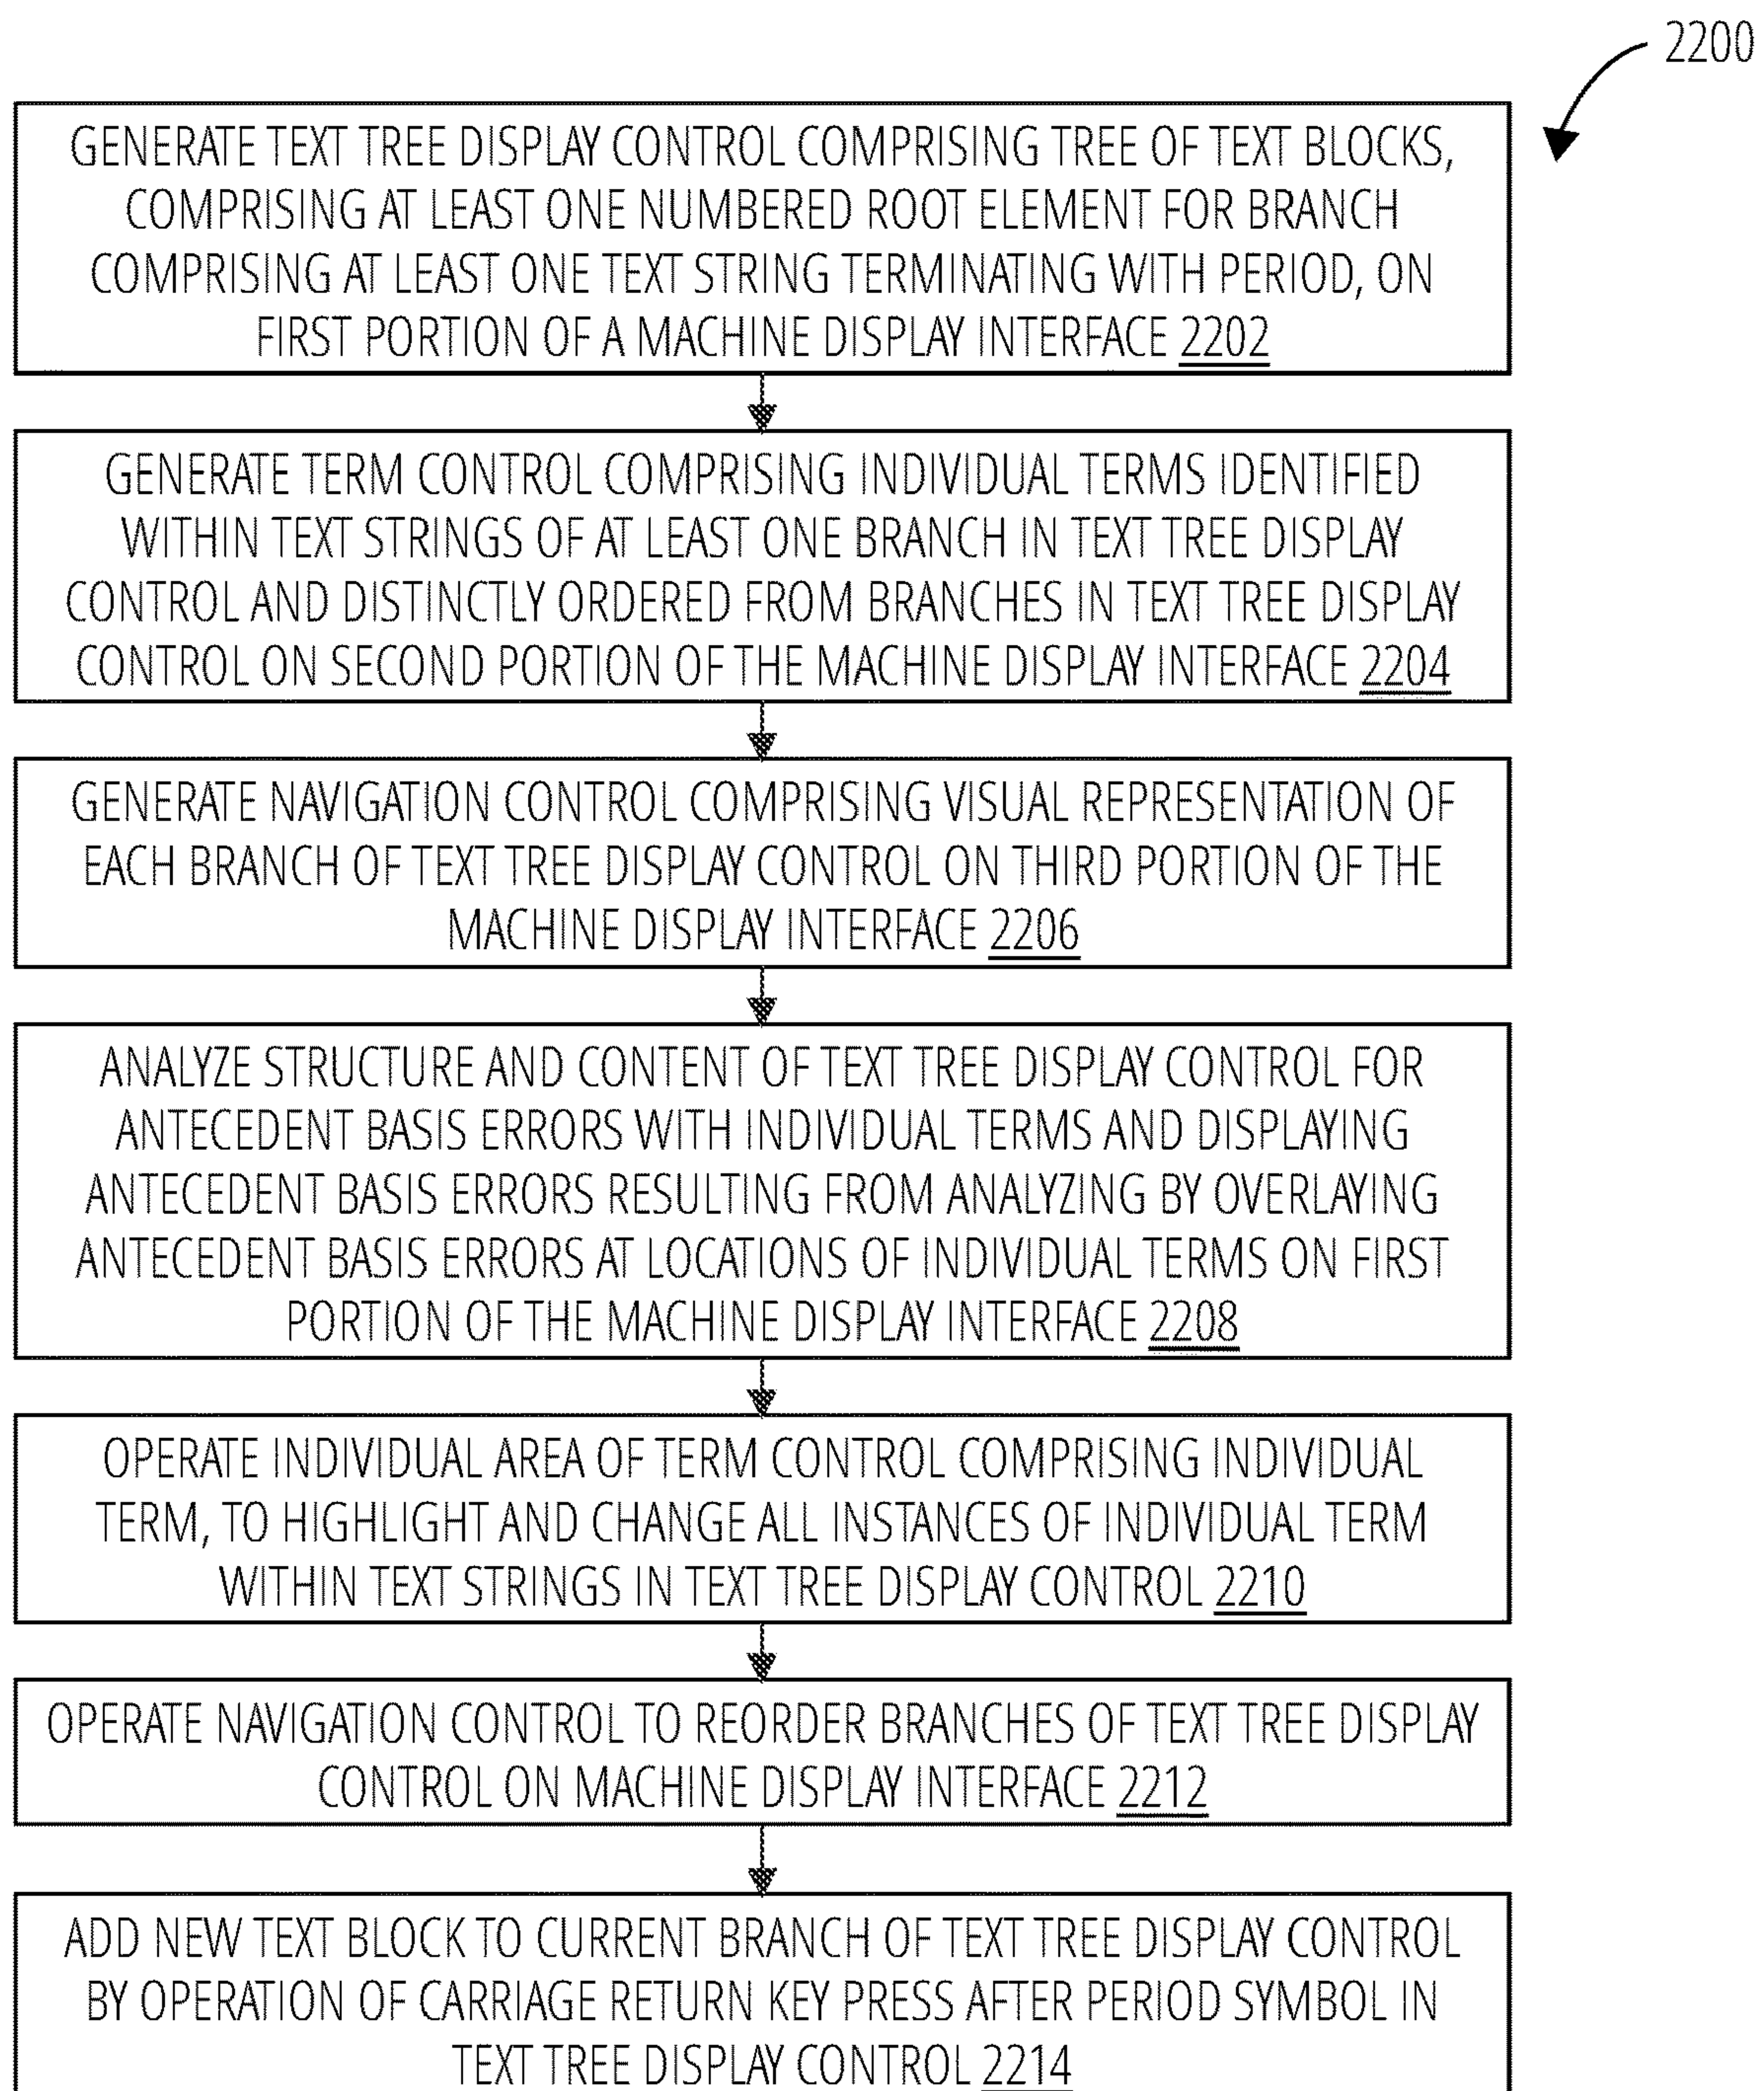 2200
GENERATE TEXT TREE DISPLAY CONTROL COMPRISING TREE OF TEXT BLOCKS,
COMPRISING AT LEAST ONE NUMBERED ROOT ELEMENT FOR BRANCH
COMPRISING AT LEAST ONE TEXT STRING TERMINATING WITH PERIOD, ON
FIRST PORTION OF A MACHINE DISPLAY INTERFACE 2202
GENERATE TERM CONTROL COMPRISING INDIVIDUAL TERMS IDENTIFIED
WITHIN TEXT STRINGS OF AT LEAST ONE BRANCH IN TEXT TREE DISPLAY
CONTROL AND DISTINCTLY ORDERED FROM BRANCHES IN TEXT TREE DISPLAY
CONTROL ON SECOND PORTION OF THE MACHINE DISPLAY INTERFACE 2204
GENERATE NAVIGATION CONTROL COMPRISING VISUAL REPRESENTATION OF
EACH BRANCH OF TEXT TREE DISPLAY CONTROL ON THIRD PORTION OF THE
MACHINE DISPLAY INTERFACE 2206
ANALYZE STRUCTURE AND CONTENT OF TEXT TREE DISPLAY CONTROL FOR
ANTECEDENT BASIS ERRORS WITH INDIVIDUAL TERMS AND DISPLAYING
ANTECEDENT BASIS ERRORS RESULTING FROM ANALYZING BY OVERLAYING
ANTECEDENT BASIS ERRORS AT LOCATIONS OF INDIVIDUAL TERMS ON FIRST
PORTION OF THE MACHINE DISPLAY INTERFACE 2208
OPERATE INDIVIDUAL AREA OF TERM CONTROL COMPRISING INDIVIDUAL
TERM, TO HIGHLIGHT AND CHANGE ALL INSTANCES OF INDIVIDUAL TERM
WITHIN TEXT STRINGS IN TEXT TREE DISPLAY CONTROL 2210
OPERATE NAVIGATION CONTROL TO REORDER BRANCHES OF TEXT TREE DISPLAY
CONTROL ON MACHINE DISPLAY INTERFACE 2212
ADD NEW TEXT BLOCK TO CURRENT BRANCH OF TEXT TREE DISPLAY CONTROL
BY OPERATION OF CARRIAGE RETURN KEY PRESS AFTER PERIOD SYMBOL IN
TEXT TREE DISPLAY CONTROL 2214